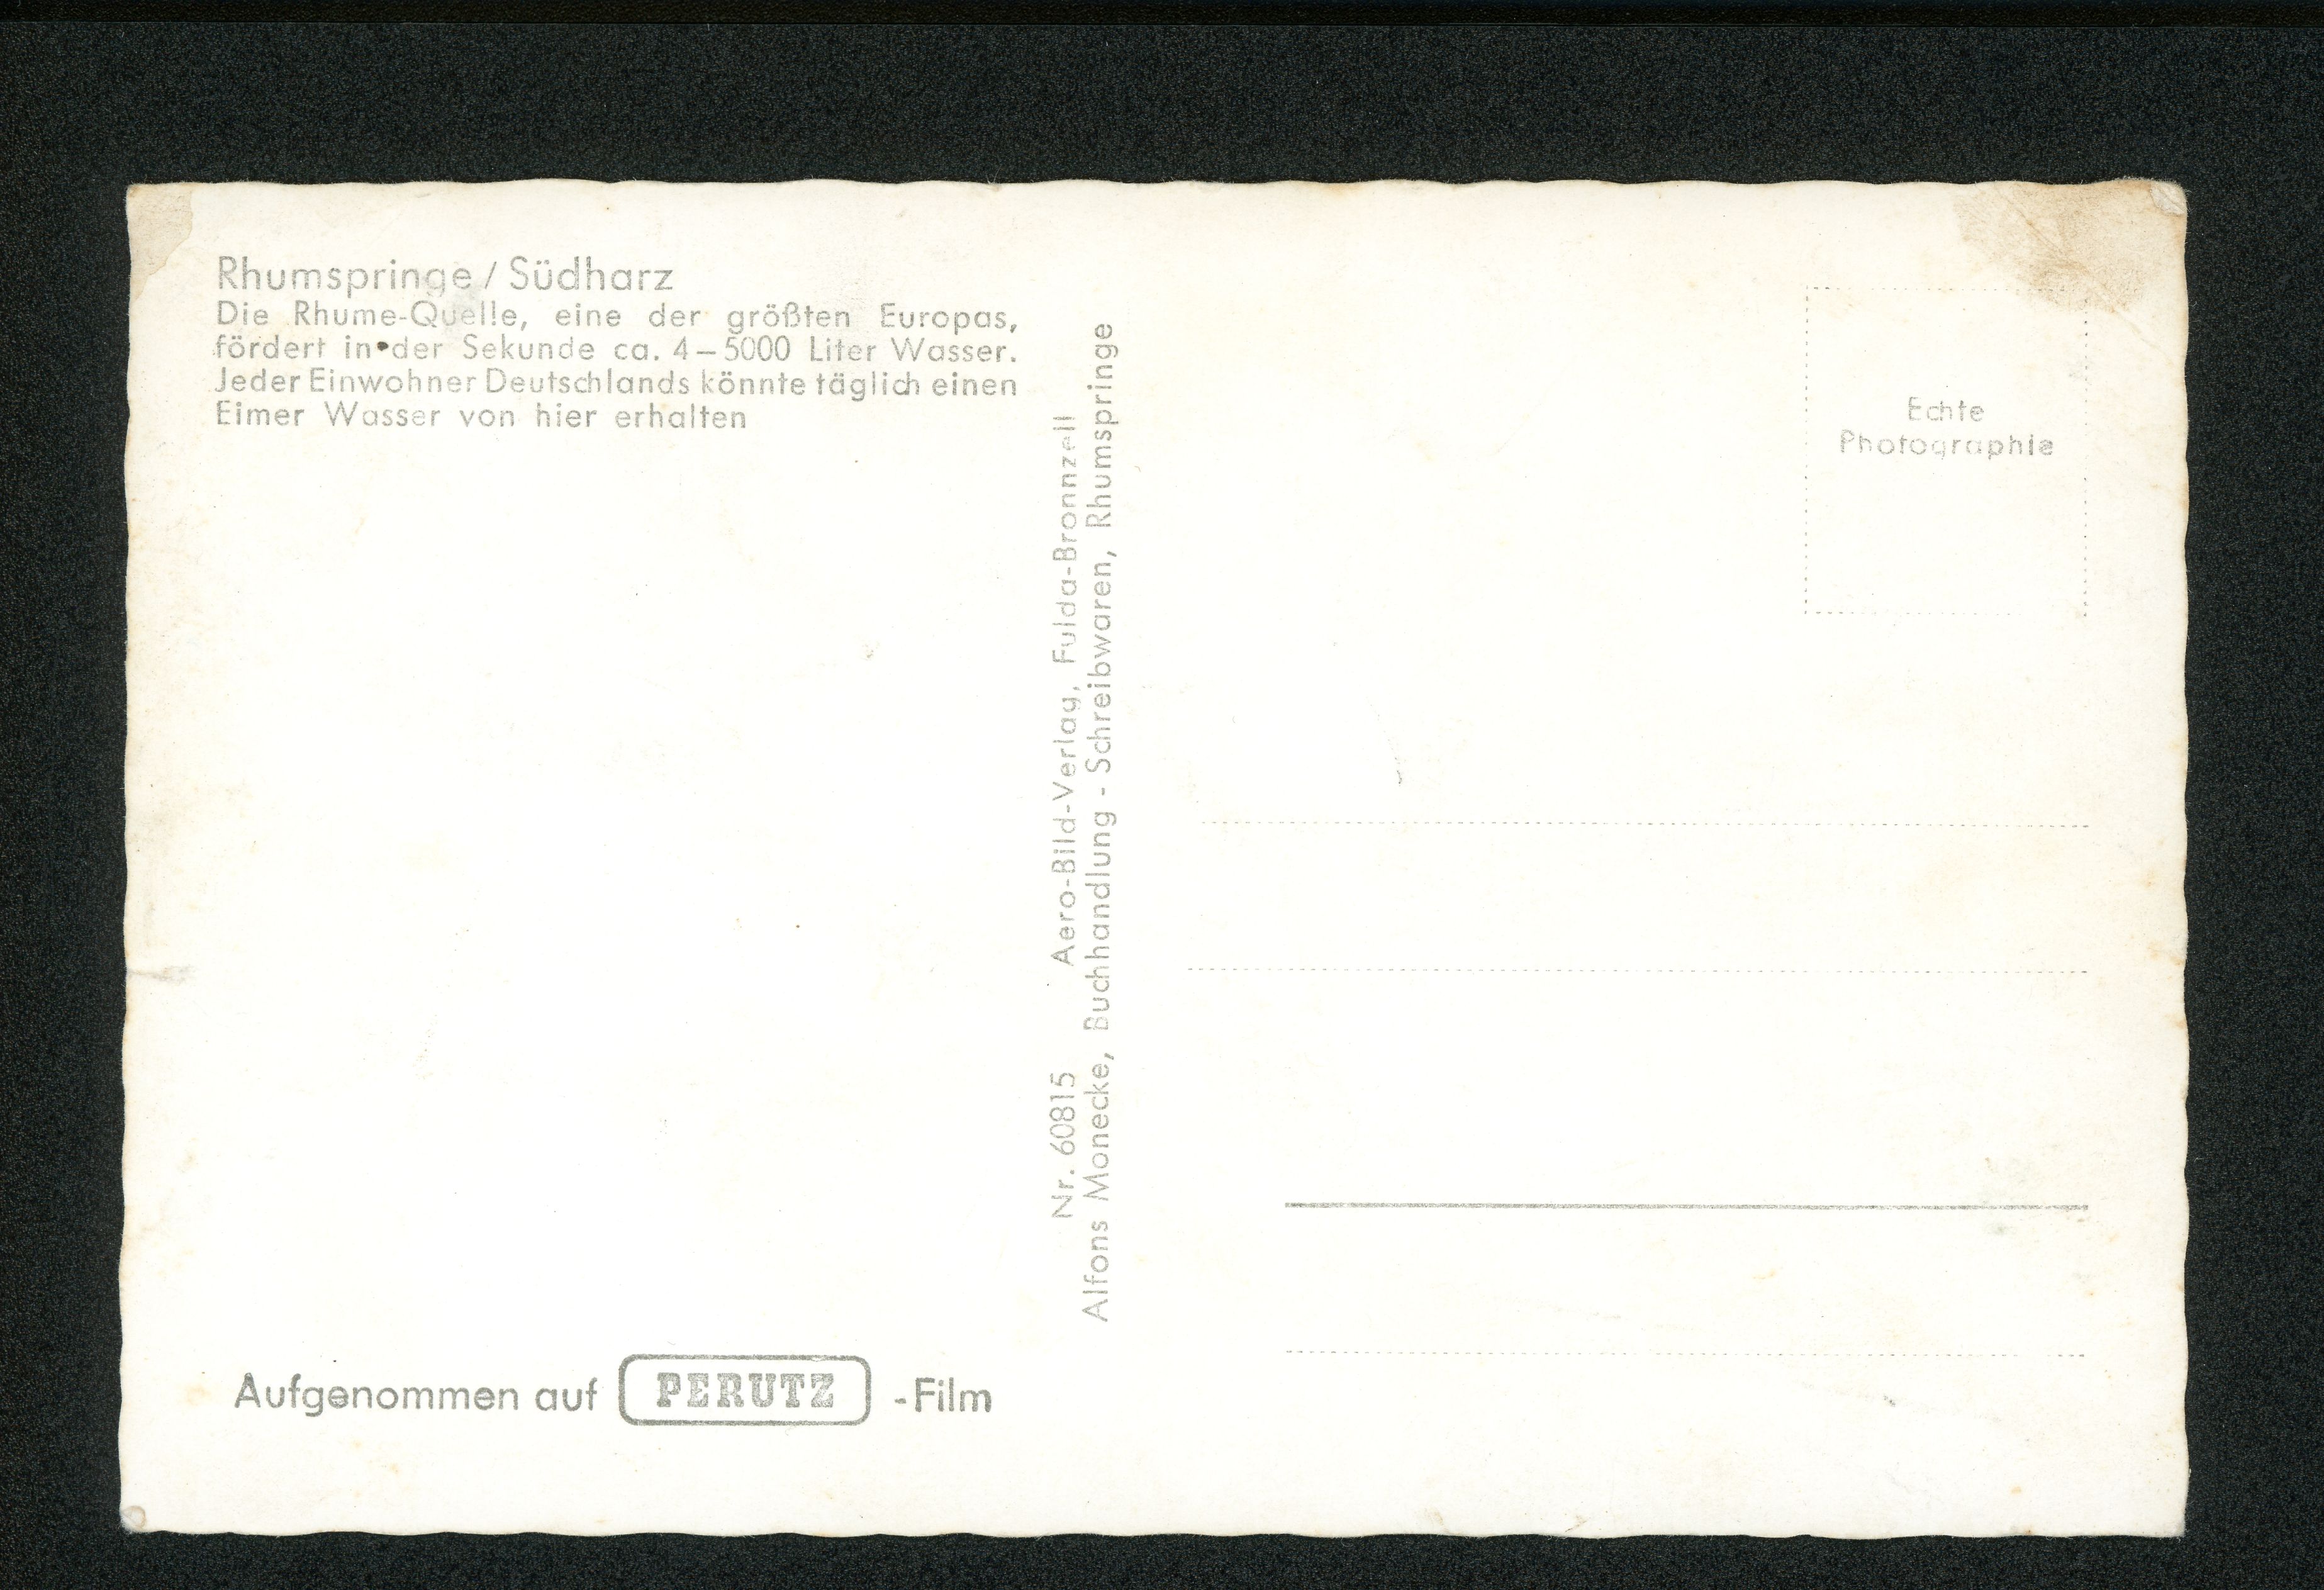 Rhumspringe / Südharz
Die Rhume-Quelle, eine der größten Europas,
fördert in der Sekunde ca. 4–5000 Liter Wasser.
Jeder Einwohner Deutschlands könnte täglich einen
Eimer Wasser von hier erhalten
Aufgenommen auf PERUTZ -Film
Nr. 60815 Aero-Bild-Verlag, Fulda-Bronnzell
Alfons Monecke, Buchhandlung - Schreibwaren, Rhumspringe
Echte
Photographie